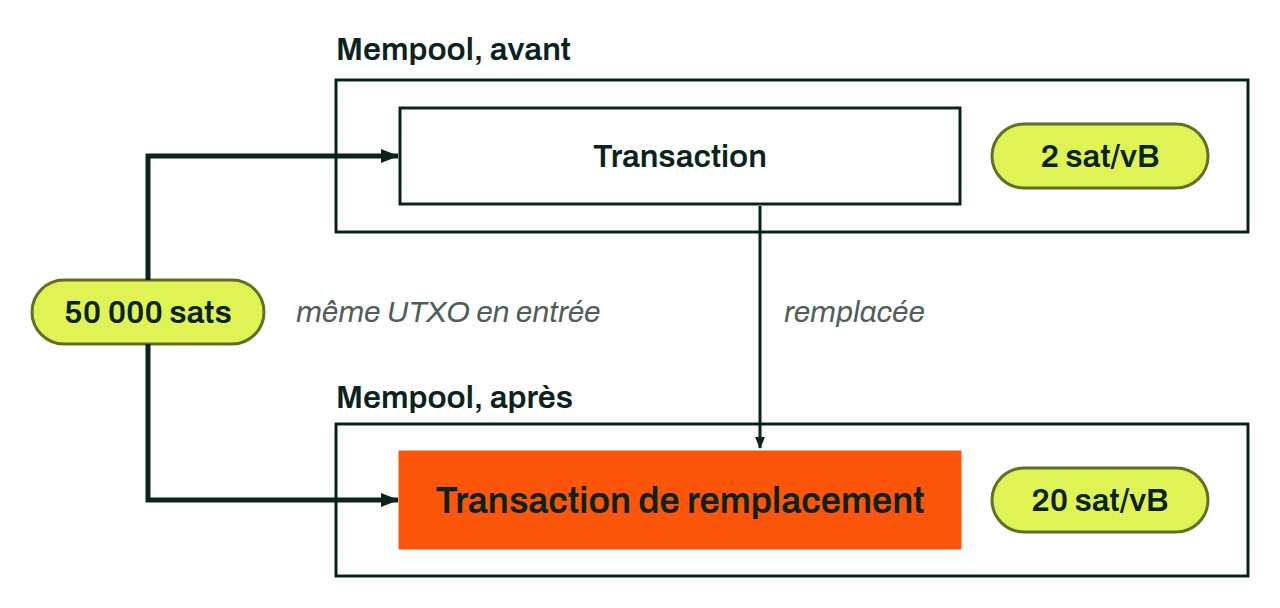 Mempool, avant
Transaction
2 sat/vB
50 000 sats
même UTXO en entrée
remplacée
Mempool, après
Transaction de remplacement
20 sat/vB